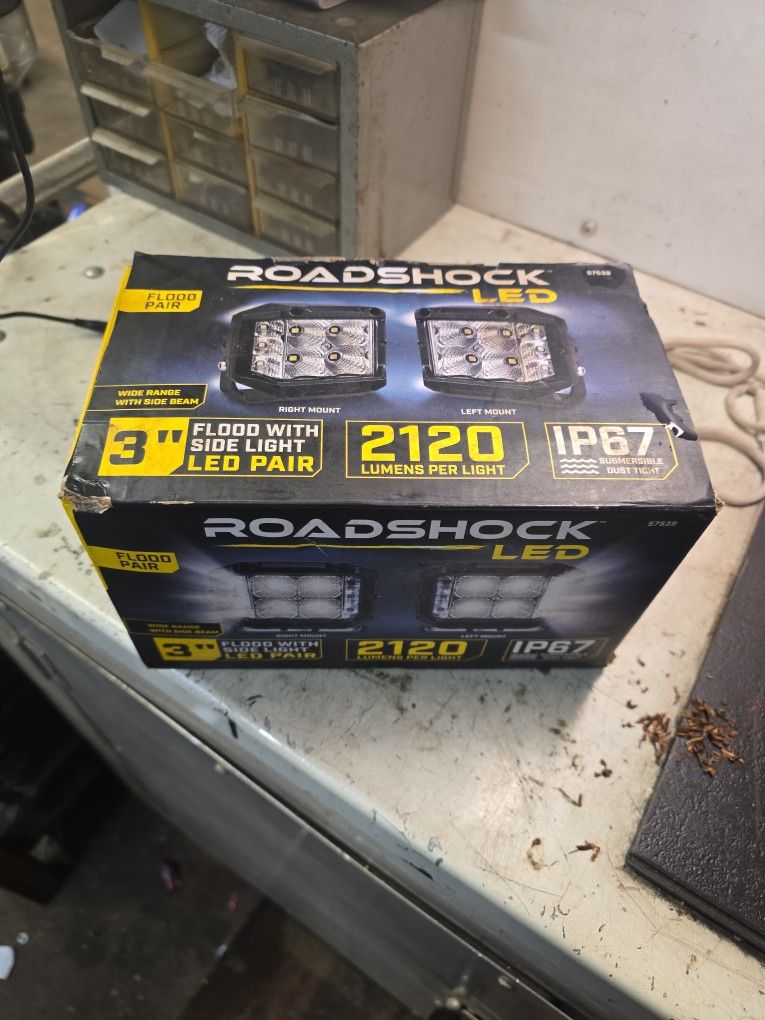 ROADSHOCK™
LED
57539
FLOOD
PAIR
WIDE RANGE
WITH SIDE BEAM
RIGHT MOUNT
LEFT MOUNT
3"
FLOOD WITH
SIDE LIGHT
LED PAIR
2120
LUMENS PER LIGHT
IP67
SUBMERSIBLE
DUST TIGHT
ROADSHOCK™
LED
57539
FLOOD
PAIR
WIDE RANGE
WITH SIDE BEAM
RIGHT MOUNT
LEFT MOUNT
3"
FLOOD WITH
SIDE LIGHT
LED PAIR
2120
LUMENS PER LIGHT
IP67